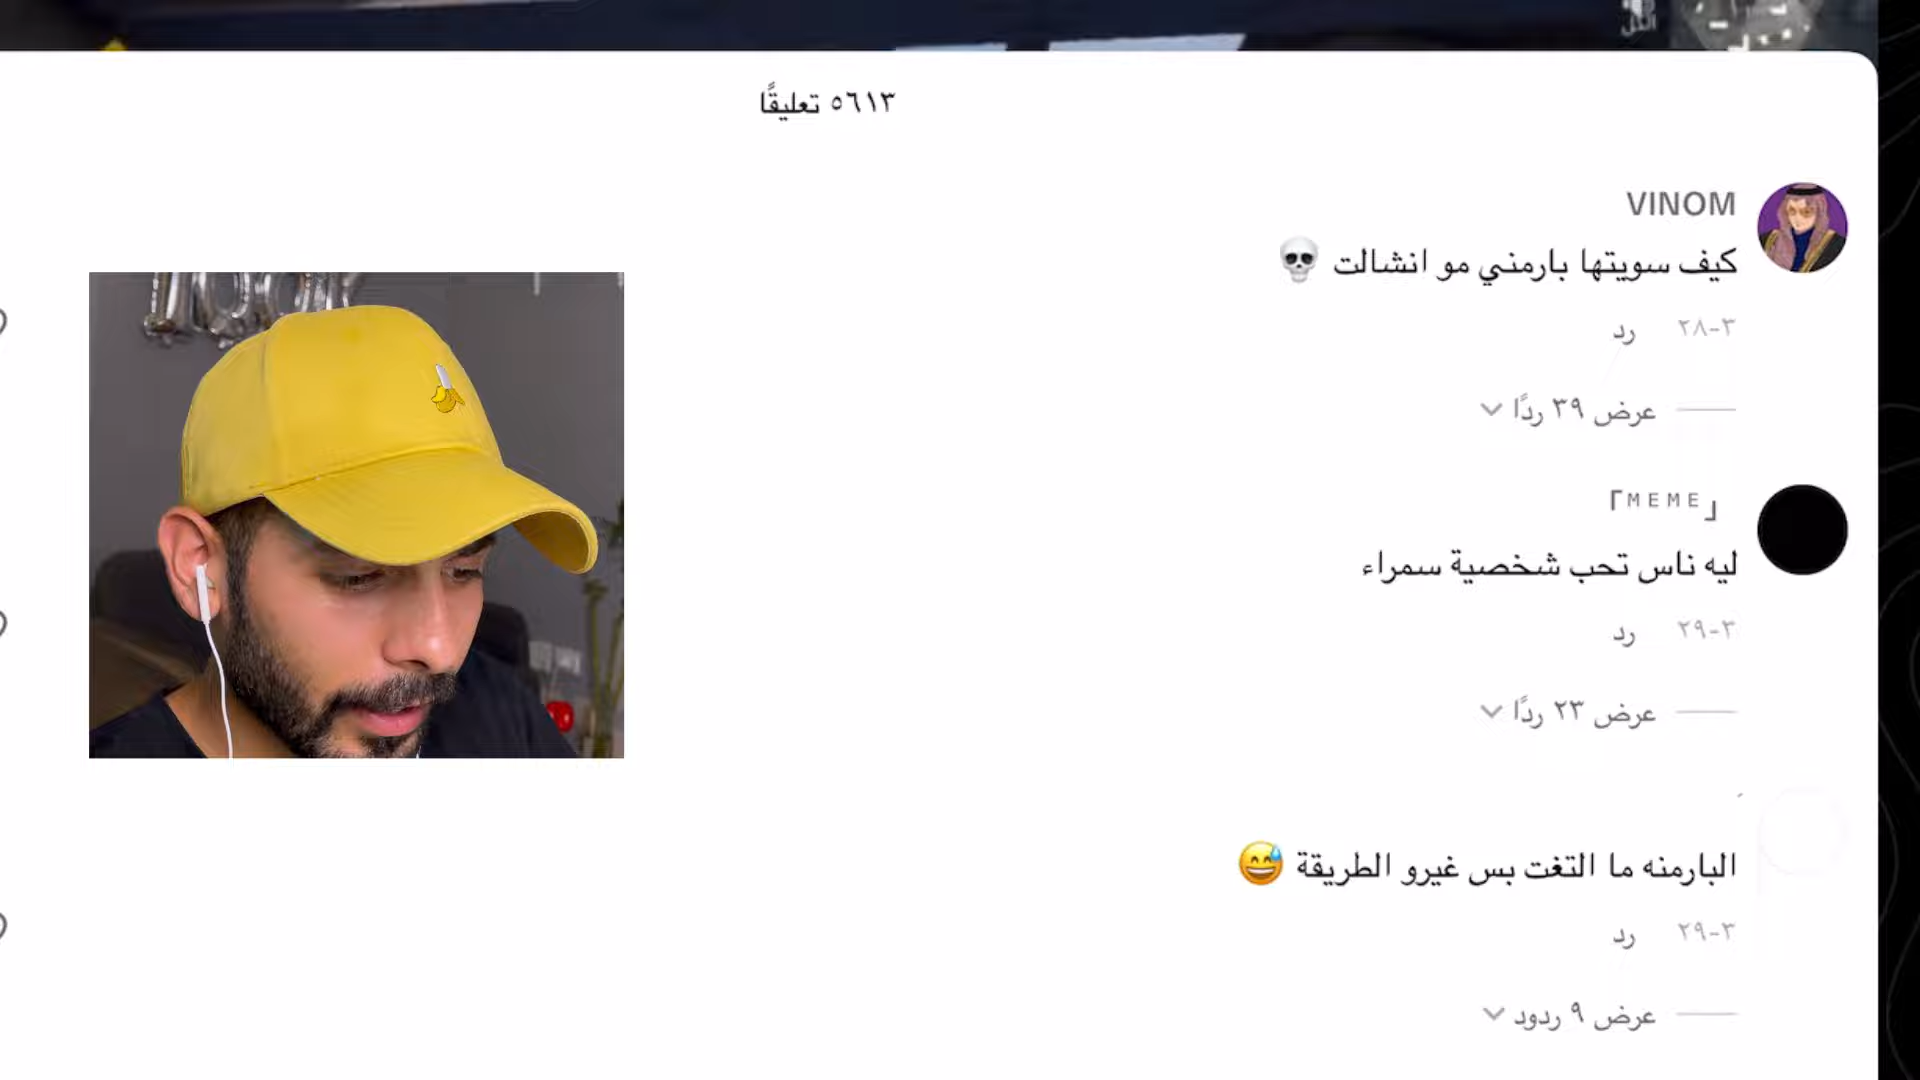 ٥٦١٣ تعليقًا
VINOM
كيف سويتها بارمني مو انشالت 💀
٣-٢٨ رد
عرض ٣٩ ردًا
「ᴹᴱᴹᴱ」
ليه ناس تحب شخصية سمراء
٣-٢٩ رد
عرض ٢٣ ردًا
البارمنه ما التغت بس غيرو الطريقة 😅
٣-٢٩ رد
عرض ٩ ردود